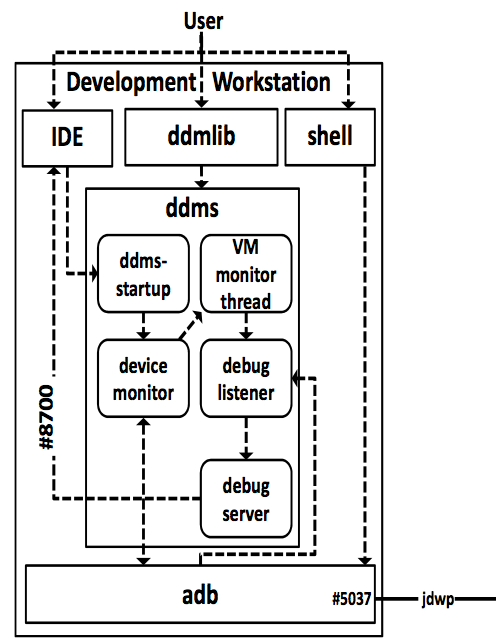 User
Development Workstation
IDE
ddmlib
shell
ddms
ddms-
startup
VM
monitor
thread
device
monitor
debug
listener
#8700
debug
server
adb
#5037
jdwp